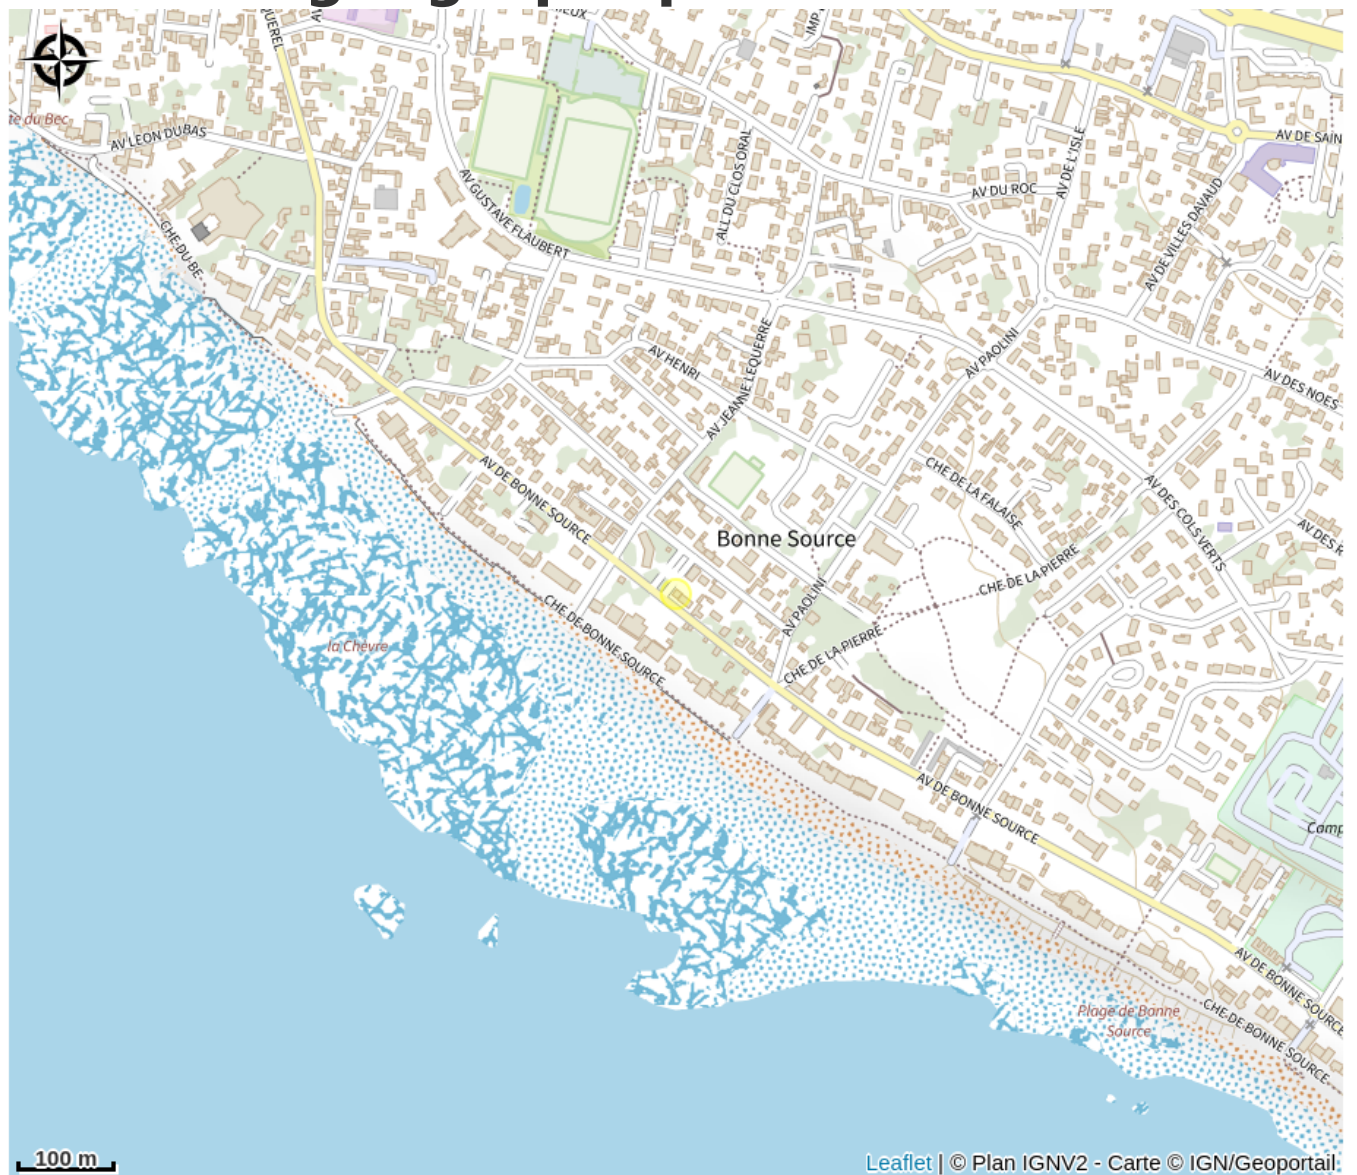 AV LEON DUBAS
CHE DU BE
AV GUSTAVE FLAUBERT
ALL DU CLOS ORAL
AV DU ROC
AV DE L'ISLE
AV DE SAIN
AV DE VILLES DAVAUD
AV HENRI
AV JEANNE LEQUERRE
AV PAOLINI
AV DES NOES
AV DE BONNE SOURCE
CHE DE LA FALAISE
AV DES COLS VERTS
AV DES R
Bonne Source
CHE DE LA PIERRE
AV PAOLINI
CHE DE LA PIERRE
CHE DE BONNE SOURCE
la Chèvre
AV DE BONNE SOURCE
Camp
AV DE BONNE SOURCE
Plage de Bonne
Source
CHE DE BONNE SOURCE
100 m
Leaflet | © Plan IGNV2 - Carte © IGN/Geoportail